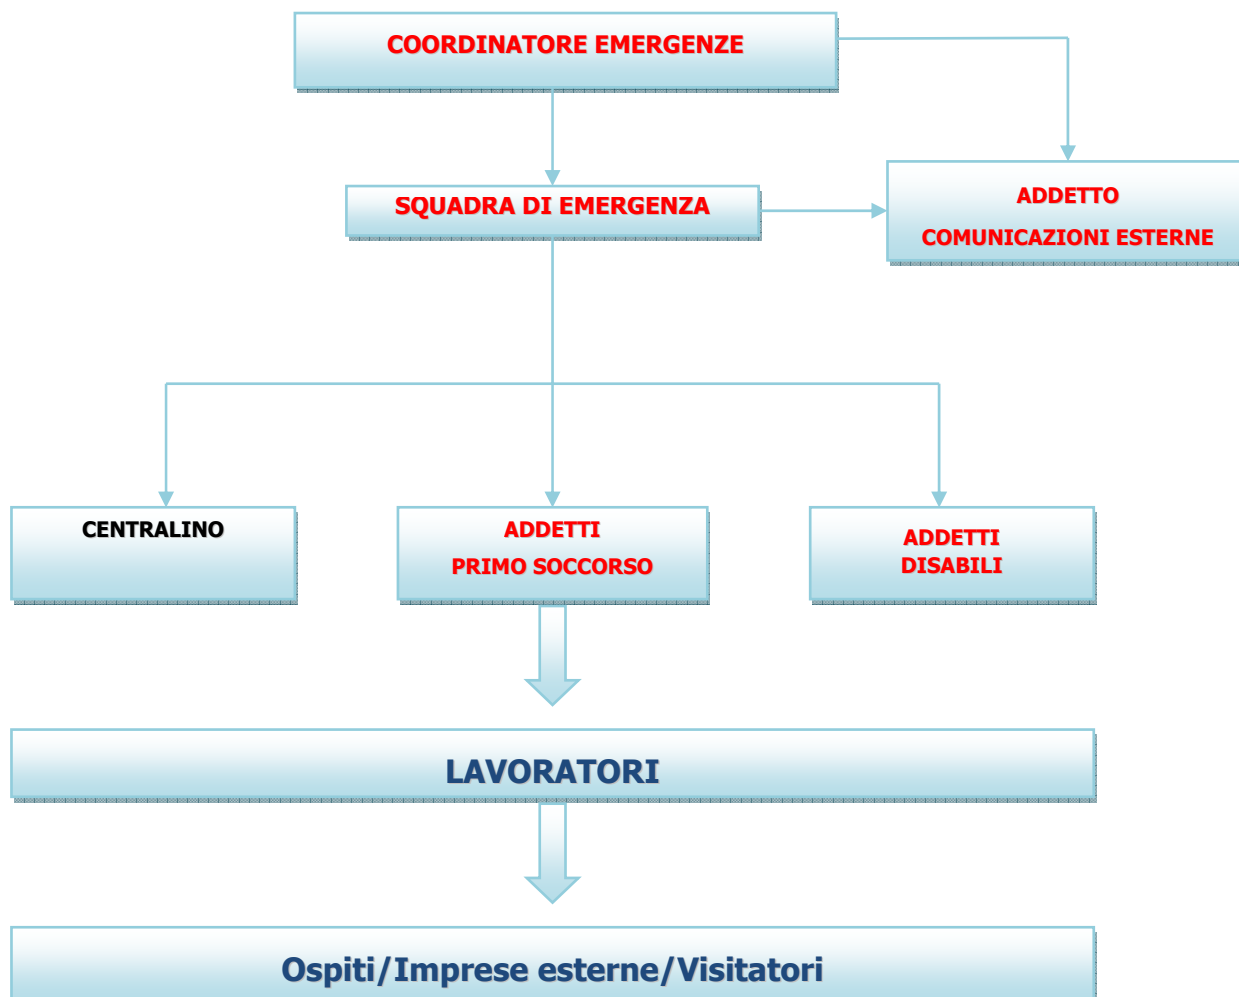 COORDINATORE EMERGENZE
SQUADRA DI EMERGENZA
ADDETTO
COMUNICAZIONI ESTERNE
CENTRALINO
ADDETTI
PRIMO SOCCORSO
ADDETTI
DISABILI
LAVORATORI
Ospiti/Imprese esterne/Visitatori